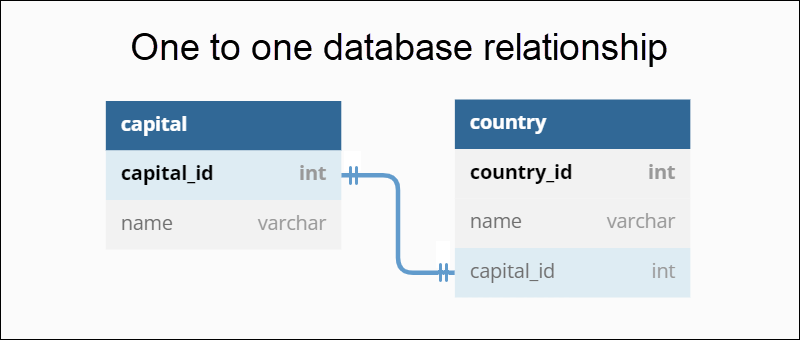 One to one database relationship
capital
capital_id int
name varchar
country
country_id int
name varchar
capital_id int